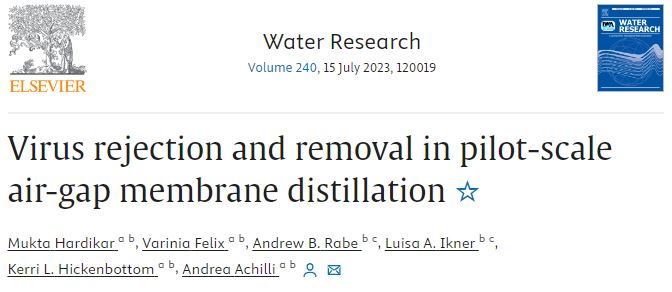 Water Research
ELSEVIER
Volume 240, 15 July 2023, 120019
WATER RESEARCH
Virus rejection and removal in pilot-scale
air-gap membrane distillation ☆
Mukta Hardikar a b, Varinia Felix a b, Andrew B. Rabe b c, Luisa A. Ikner b c,
Kerri L. Hickenbottom a b, Andrea Achilli a b